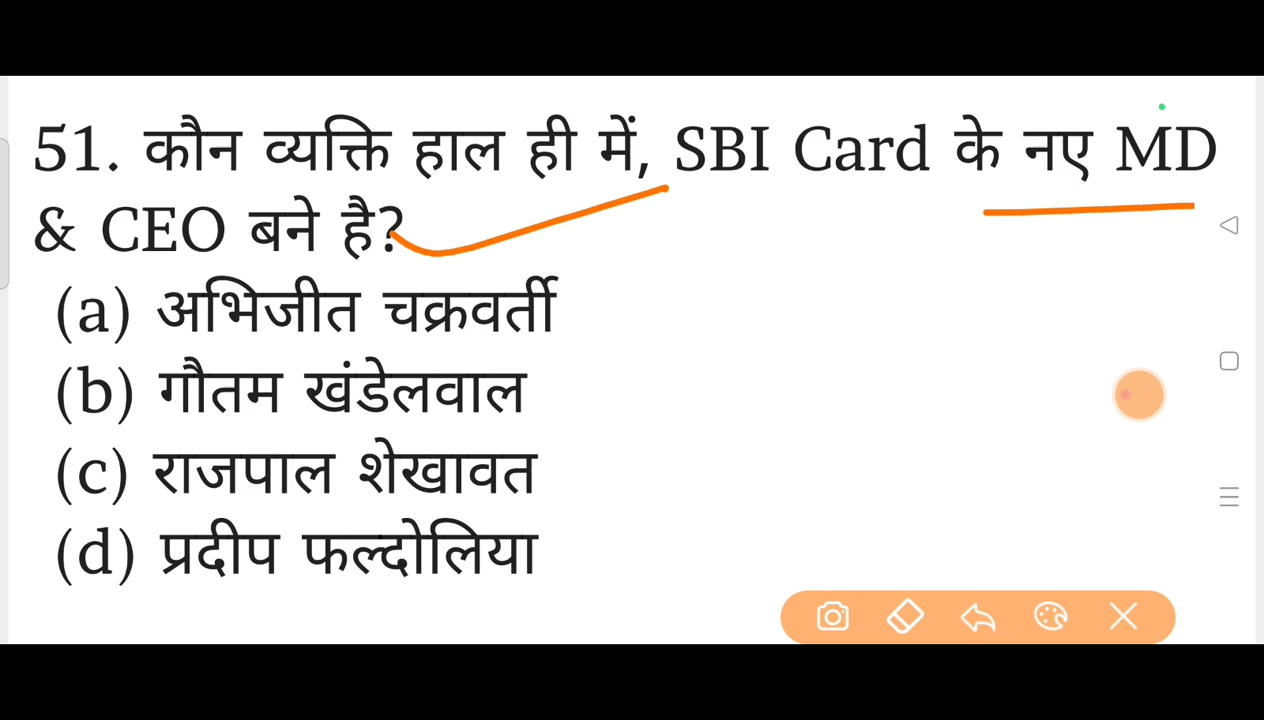 51. कौन व्यक्ति हाल ही में, SBI Card के नए MD
& CEO बने है?
(a) अभिजीत चक्रवर्ती
(b) गौतम खंडेलवाल
(c) राजपाल शेखावत
(d) प्रदीप फल्दोलिया